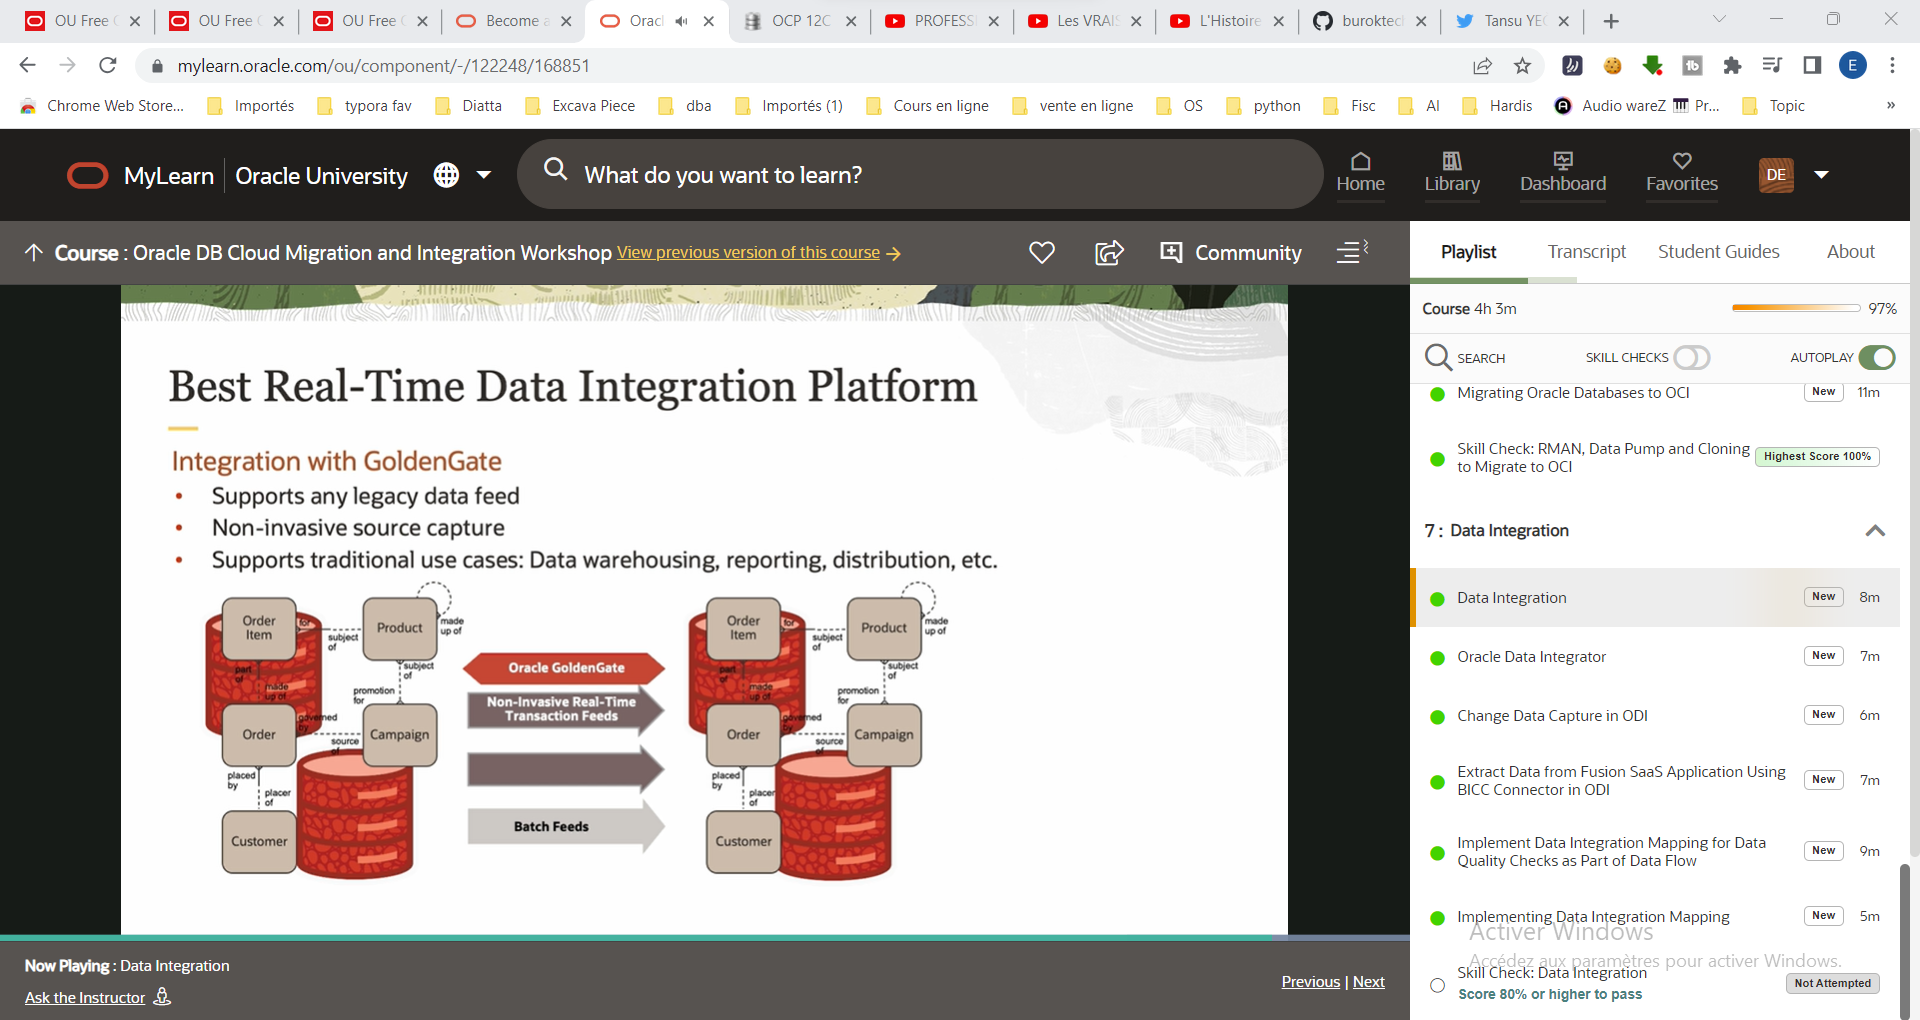 OU Free
OU Free
OU Free
Become a
Oracl
OCP 12C
PROFESS
Les VRAI
L'Histoire
buroktec
Tansu YE
mylearn.oracle.com/ou/component/-/122248/168851
E
Chrome Web Store...
Importés
typora fav
Diatta
Excava Piece
dba
Importés (1)
Cours en ligne
vente en ligne
OS
python
Fisc
AI
Hardis
Audio wareZ
Pr...
Topic
»
MyLearn
Oracle University
What do you want to learn?
Home
Library
Dashboard
Favorites
DE
Course : Oracle DB Cloud Migration and Integration Workshop View previous version of this course
Community
Playlist
Transcript
Student Guides
About
Course 4h 3m
97%
SEARCH
SKILL CHECKS
AUTOPLAY
Best Real-Time Data Integration Platform
Integration with GoldenGate
• Supports any legacy data feed
• Non-invasive source capture
• Supports traditional use cases: Data warehousing, reporting, distribution, etc.
Order
Item
for
subject
of
Product
made
up of
part
of
made
up of
subject
of
promotion
for
Order
governed
by
source
of
Campaign
placed
by
placer
of
Customer
Oracle GoldenGate
Non-Invasive Real-Time
Transaction Feeds
Batch Feeds
Order
Item
for
subject
of
Product
made
up of
part
of
made
up of
subject
of
promotion
for
Order
governed
by
source
of
Campaign
placed
by
placer
of
Customer
Migrating Oracle Databases to OCI
New
11m
Skill Check: RMAN, Data Pump and Cloning
to Migrate to OCI
Highest Score 100%
7 : Data Integration
Data Integration
New
8m
Oracle Data Integrator
New
7m
Change Data Capture in ODI
New
6m
Extract Data from Fusion SaaS Application Using
BICC Connector in ODI
New
7m
Implement Data Integration Mapping for Data
Quality Checks as Part of Data Flow
New
9m
Implementing Data Integration Mapping
New
5m
Activer Windows
Accédez aux paramètres pour activer Windows.
Skill Check: Data Integration
Score 80% or higher to pass
Not Attempted
Now Playing : Data Integration
Ask the Instructor
Previous | Next